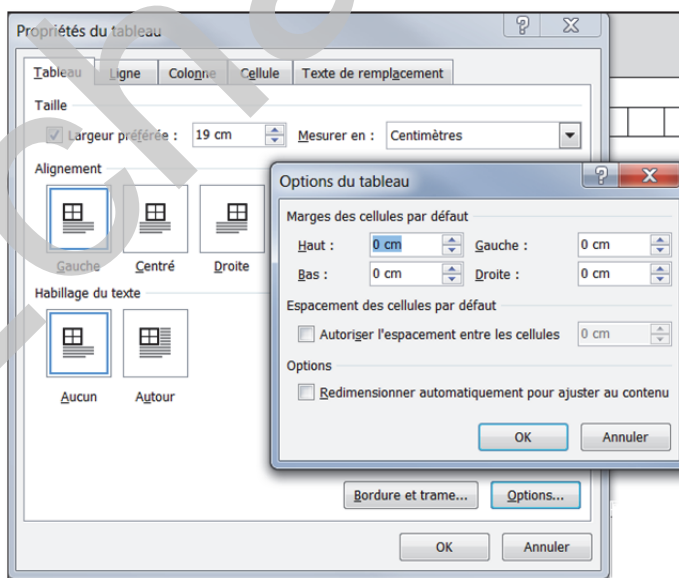 Propriétés du tableau
Tableau Ligne Colonne Cellule Texte de remplacement
Taille
Largeur préférée : 19 cm Mesurer en : Centimètres
Alignement
Gauche Centré Droite
Habillage du texte
Aucun Autour
Bordure et trame... Options...
OK Annuler
Options du tableau
Marges des cellules par défaut
Haut : 0 cm Gauche : 0 cm
Bas : 0 cm Droite : 0 cm
Espacement des cellules par défaut
Autoriser l'espacement entre les cellules 0 cm
Options
Redimensionner automatiquement pour ajuster au contenu
OK Annuler